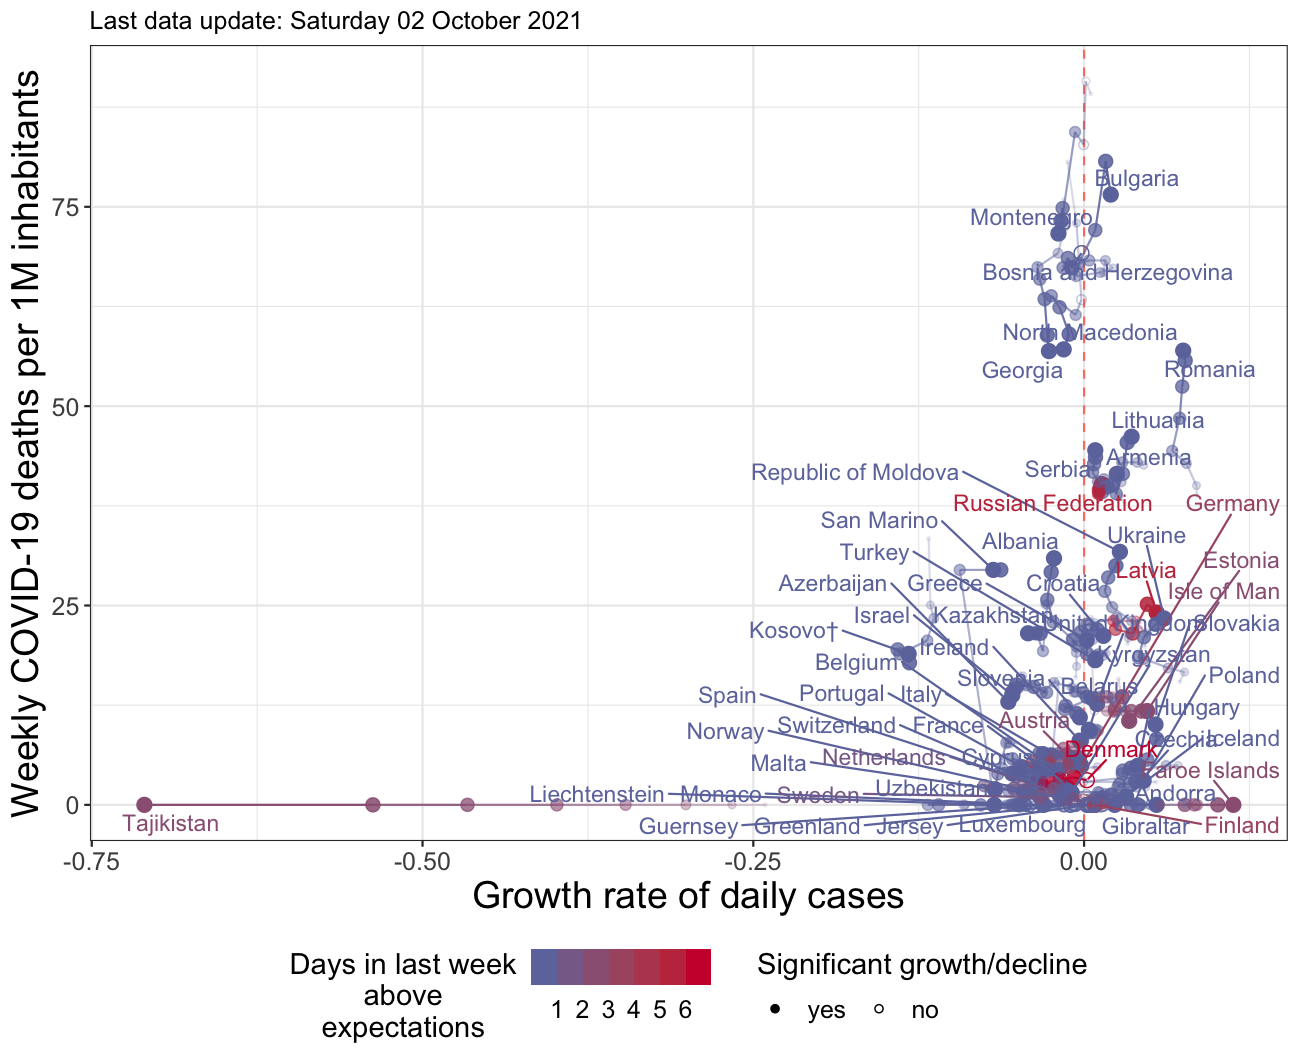 Last data update: Saturday 02 October 2021
Weekly COVID-19 deaths per 1M inhabitants
75
50
25
0
Bulgaria
Montenegro
Bosnia and Herzegovina
North Macedonia
Georgia
Romania
Lithuania
Armenia
Serbia
Republic of Moldova
Russian Federation
Germany
San Marino
Albania
Ukraine
Turkey
Estonia
Latvia
Azerbaijan
Greece
Croatia
Isle of Man
Israel
Kazakhstan
United Kingdom
Slovakia
Kosovo†
Ireland
Kyrgyzstan
Belgium
Slovenia
Belarus
Poland
Spain
Portugal
Italy
Hungary
Austria
Norway
Switzerland
France
Czechia
Iceland
Denmark
Netherlands
Cyprus
Malta
Faroe Islands
Liechtenstein
Monaco
Sweden
Uzbekistan
Andorra
Tajikistan
Guernsey
Greenland
Jersey
Luxembourg
Gibraltar
Finland
-0.75
-0.50
-0.25
0.00
Growth rate of daily cases
Days in last week
above
expectations
1 2 3 4 5 6
Significant growth/decline
yes
no